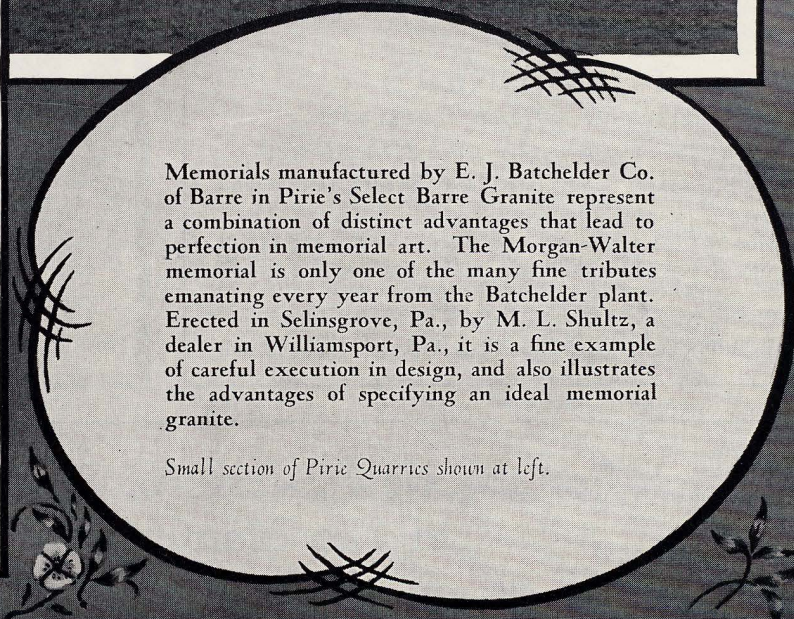 Memorials manufactured by E. J. Batchelder Co.
of Barre in Pirie's Select Barre Granite represent
a combination of distinct advantages that lead to
perfection in memorial art. The Morgan-Walter
memorial is only one of the many fine tributes
emanating every year from the Batchelder plant.
Erected in Selinsgrove, Pa., by M. L. Shultz, a
dealer in Williamsport, Pa., it is a fine example
of careful execution in design, and also illustrates
the advantages of specifying an ideal memorial
granite.
Small section of Pirie Quarries shown at left.